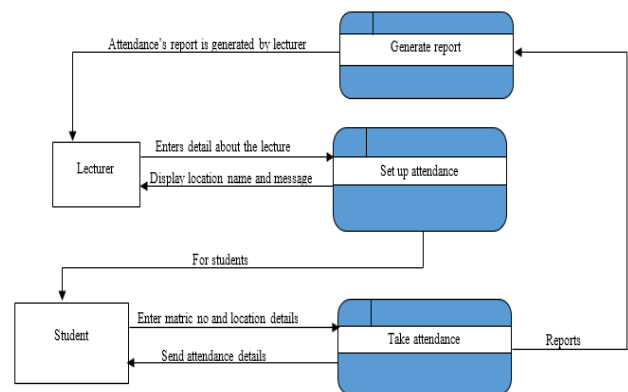 Attendance's report is generated by lecturer
Generate report
Enters detail about the lecture
Lecturer
Set up attendance
Display location name and message
For students
Enter matric no and location details
Student
Take attendance
Reports
Send attendance details